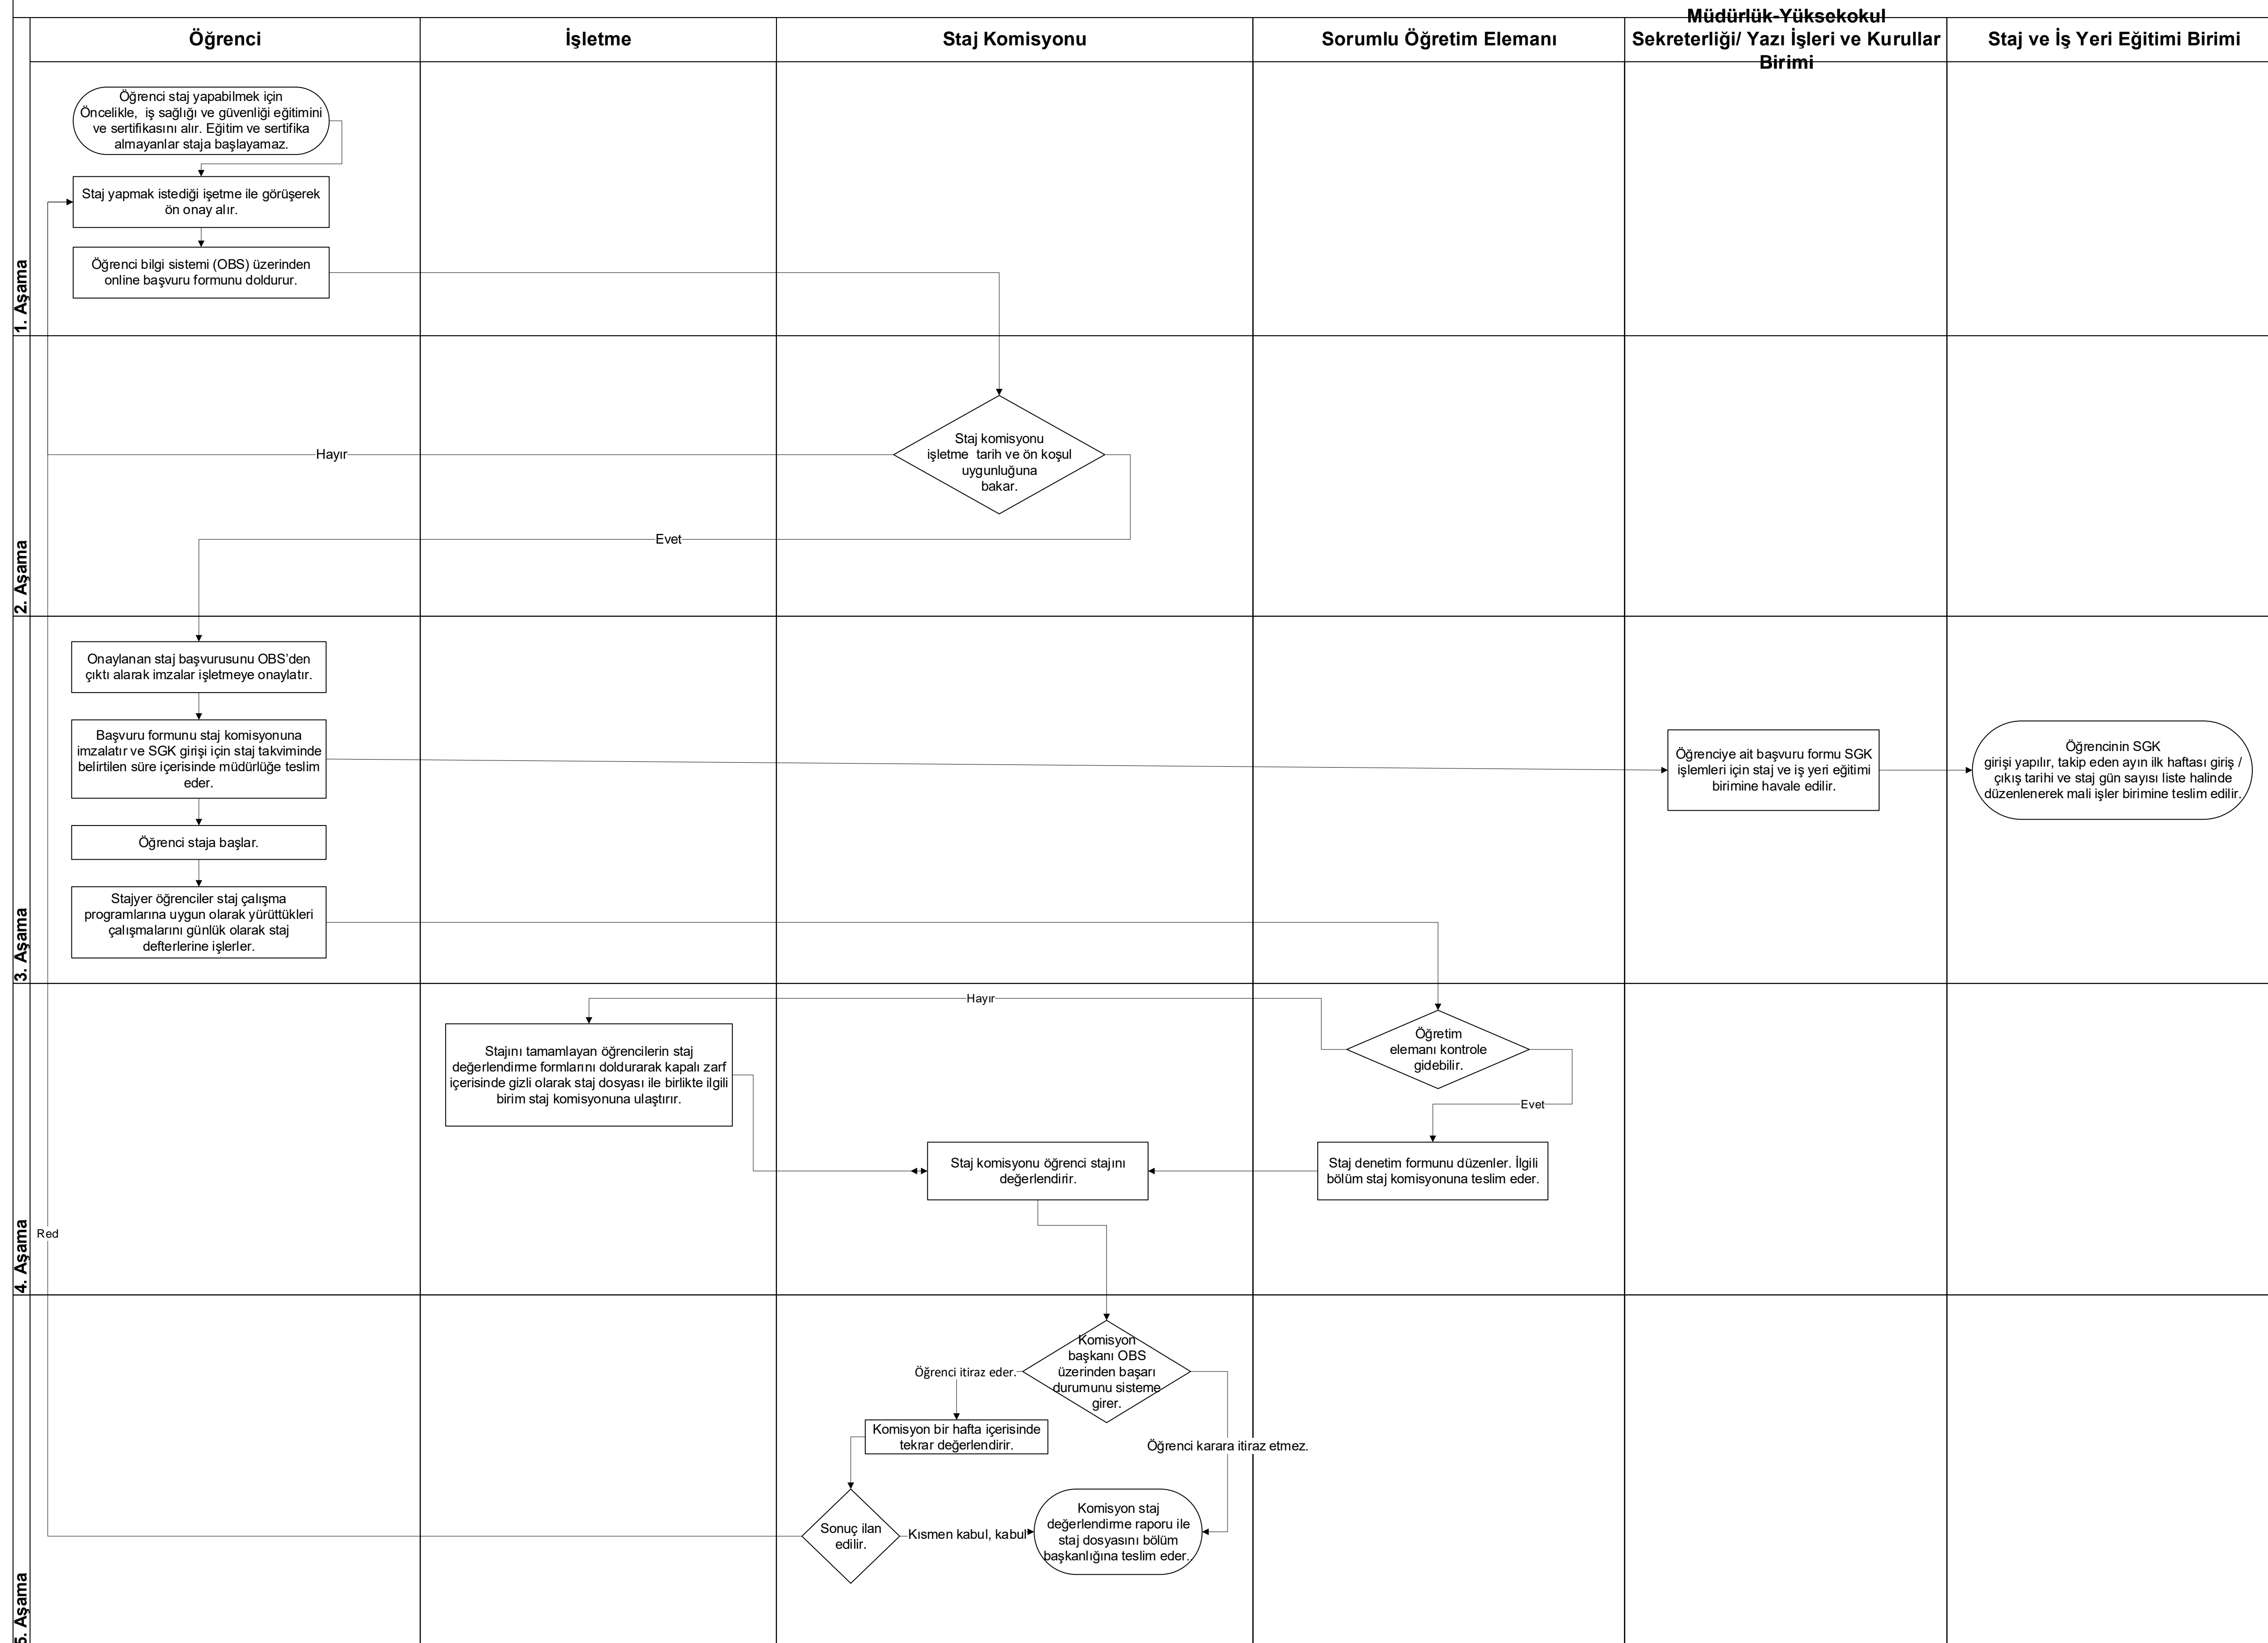 Öğrenci
İşletme
Staj Komisyonu
Sorumlu Öğretim Elemanı
Müdürlük-Yüksekokul
Sekreterliği/ Yazı İşleri ve Kurullar
Birimi
Staj ve İş Yeri Eğitimi Birimi
1. Aşama
Öğrenci staj yapabilmek için
Öncelikle, iş sağlığı ve güvenliği eğitimini
ve sertifikasını alır. Eğitim ve sertifika
almayanlar staja başlayamaz.
Staj yapmak istediği işetme ile görüşerek
ön onay alır.
Öğrenci bilgi sistemi (OBS) üzerinden
online başvuru formunu doldurur.
2. Aşama
Staj komisyonu
işletme tarih ve ön koşul
uygunluğuna
bakar.
Hayır
Evet
3. Aşama
Onaylanan staj başvurusunu OBS’den
çıktı alarak imzalar işletmeye onaylatır.
Başvuru formunu staj komisyonuna
imzalatır ve SGK girişi için staj takviminde
belirtilen süre içerisinde müdürlüğe teslim
eder.
Öğrenciye ait başvuru formu SGK
işlemleri için staj ve iş yeri eğitimi
birimine havale edilir.
Öğrencinin SGK
girişi yapılır, takip eden ayın ilk haftası giriş /
çıkış tarihi ve staj gün sayısı liste halinde
düzenlenerek mali işler birimine teslim edilir.
Öğrenci staja başlar.
Stajyer öğrenciler staj çalışma
programlarına uygun olarak yürüttükleri
çalışmalarını günlük olarak staj
defterlerine işlerler.
4. Aşama
Hayır
Öğretim
elemanı kontrole
gidebilir.
Evet
Stajını tamamlayan öğrencilerin staj
değerlendirme formlarını doldurarak kapalı zarf
içerisinde gizli olarak staj dosyası ile birlikte ilgili
birim staj komisyonuna ulaştırır.
Staj komisyonu öğrenci stajını
değerlendirir.
Staj denetim formunu düzenler. İlgili
bölüm staj komisyonuna teslim eder.
Red
5. Aşama
Komisyon
başkanı OBS
üzerinden başarı
durumunu sisteme
girer.
Öğrenci itiraz eder.
Komisyon bir hafta içerisinde
tekrar değerlendirir.
Öğrenci karara itiraz etmez.
Sonuç ilan
edilir.
Kısmen kabul, kabul
Komisyon staj
değerlendirme raporu ile
staj dosyasını bölüm
başkanlığına teslim eder.